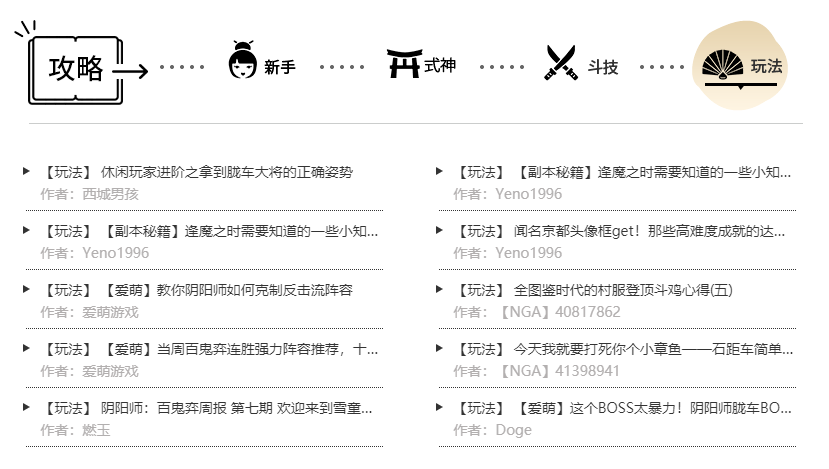 攻略
新手
式神
斗技
玩法
【玩法】 休闲玩家进阶之拿到胧车大将的正确姿势
作者：西城男孩
【玩法】 【副本秘籍】逢魔之时需要知道的一些小知...
作者：Yeno1996
【玩法】 【爱萌】教你阴阳师如何克制反击流阵容
作者：爱萌游戏
【玩法】 【爱萌】当周百鬼弈连胜强力阵容推荐，十...
作者：爱萌游戏
【玩法】 阴阳师：百鬼弈周报 第七期 欢迎来到雪童...
作者：燃玉
【玩法】 【副本秘籍】逢魔之时需要知道的一些小知...
作者：Yeno1996
【玩法】 闻名京都头像框get！那些高难度成就的达...
作者：Yeno1996
【玩法】 全图鉴时代的村服登顶斗鸡心得(五)
作者：【NGA】40817862
【玩法】 今天我就要打死你个小章鱼——石距车简单...
作者：【NGA】41398941
【玩法】 【爱萌】这个BOSS太暴力！阴阳师胧车BO...
作者：Doge